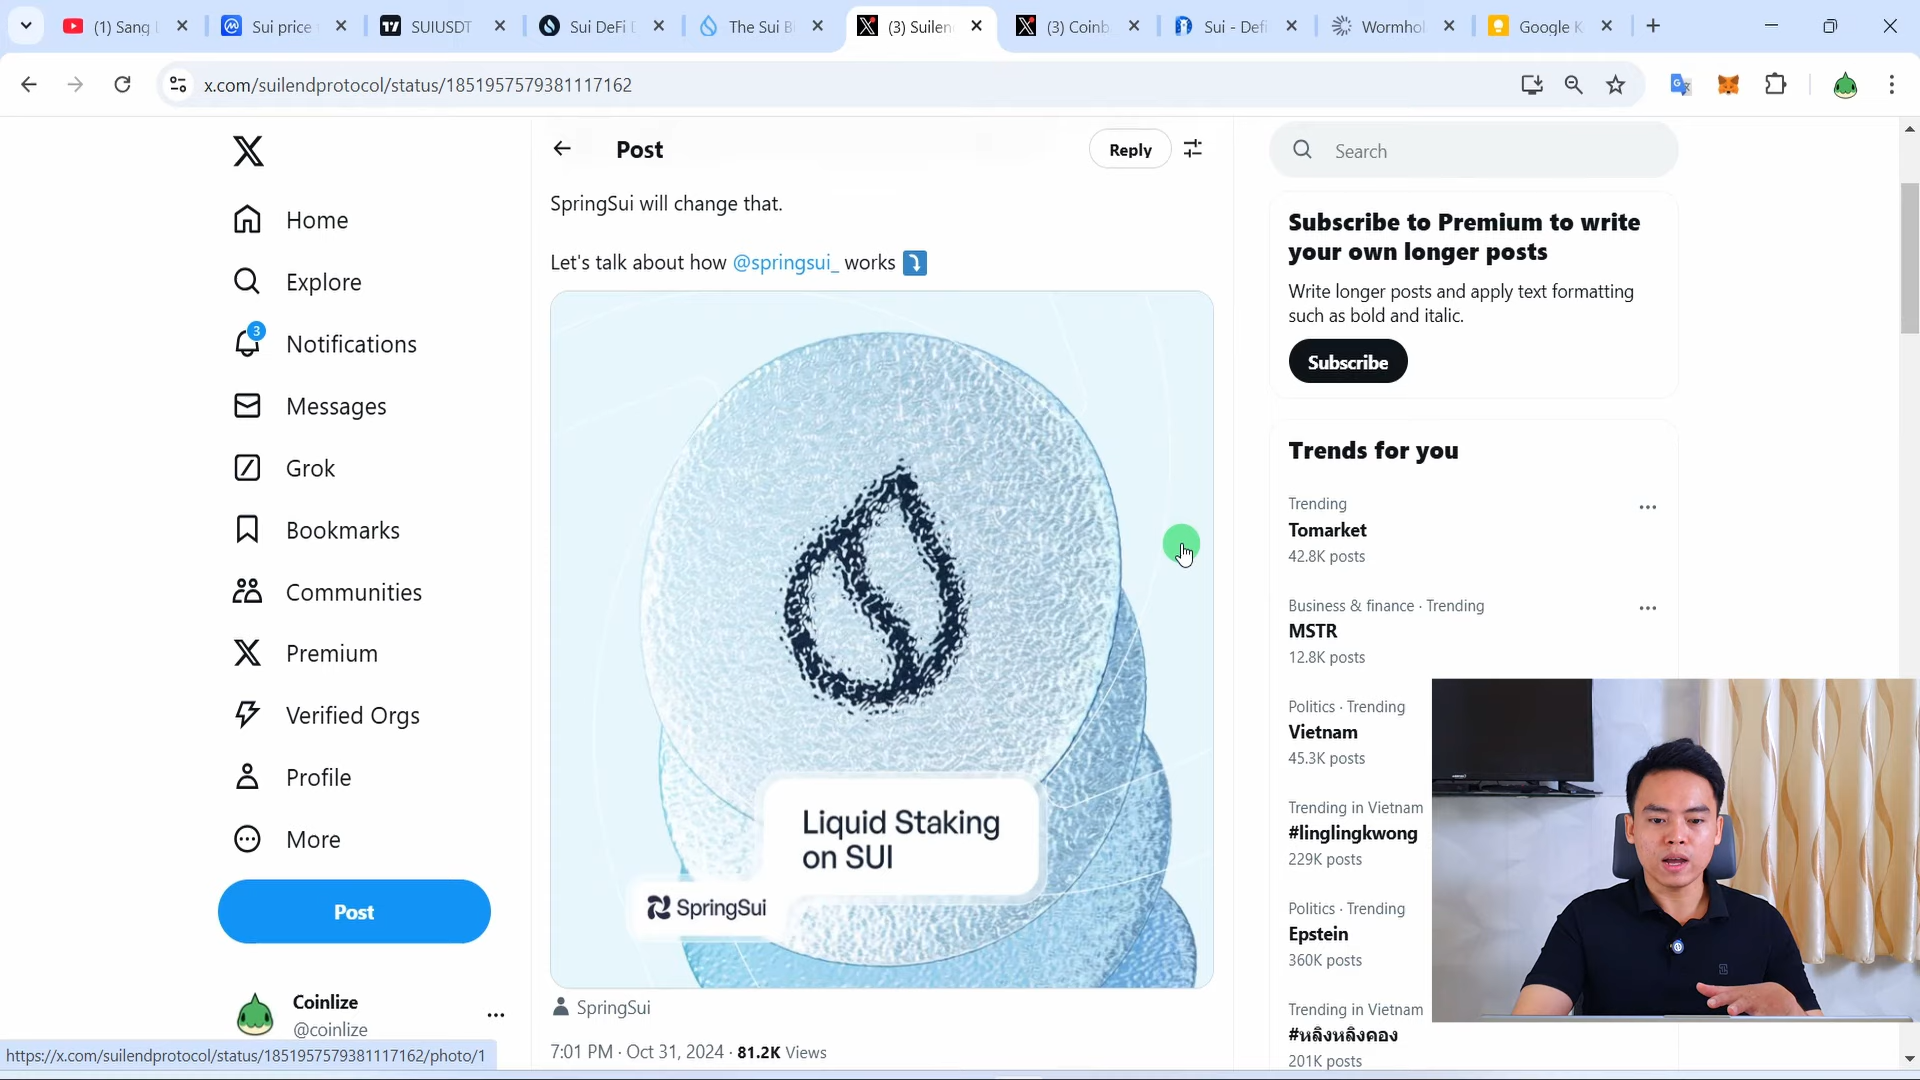 (1) Sang
Sui price
SUIUSDT
Sui DeFi
The Sui B
(3) Suilen
(3) Coinb
Sui - Defi
Wormhol
Google K
x.com/suilendprotocol/status/1851957579381117162
Home
Explore
3
Notifications
Messages
Grok
Bookmarks
Communities
Premium
Verified Orgs
Profile
More
Post
Coinlize
@coinlize
https://x.com/suilendprotocol/status/1851957579381117162/photo/1
Post
Reply
SpringSui will change that.
Let's talk about how @springsui_ works
Liquid Staking
on SUI
SpringSui
SpringSui
7:01 PM · Oct 31, 2024 · 81.2K Views
Search
Subscribe to Premium to write
your own longer posts
Write longer posts and apply text formatting
such as bold and italic.
Subscribe
Trends for you
Trending
Tomarket
42.8K posts
Business & finance · Trending
MSTR
12.8K posts
Politics · Trending
Vietnam
45.3K posts
Trending in Vietnam
#linglingkwong
229K posts
Politics · Trending
Epstein
360K posts
Trending in Vietnam
#หลิงหลิงคอง
201K posts